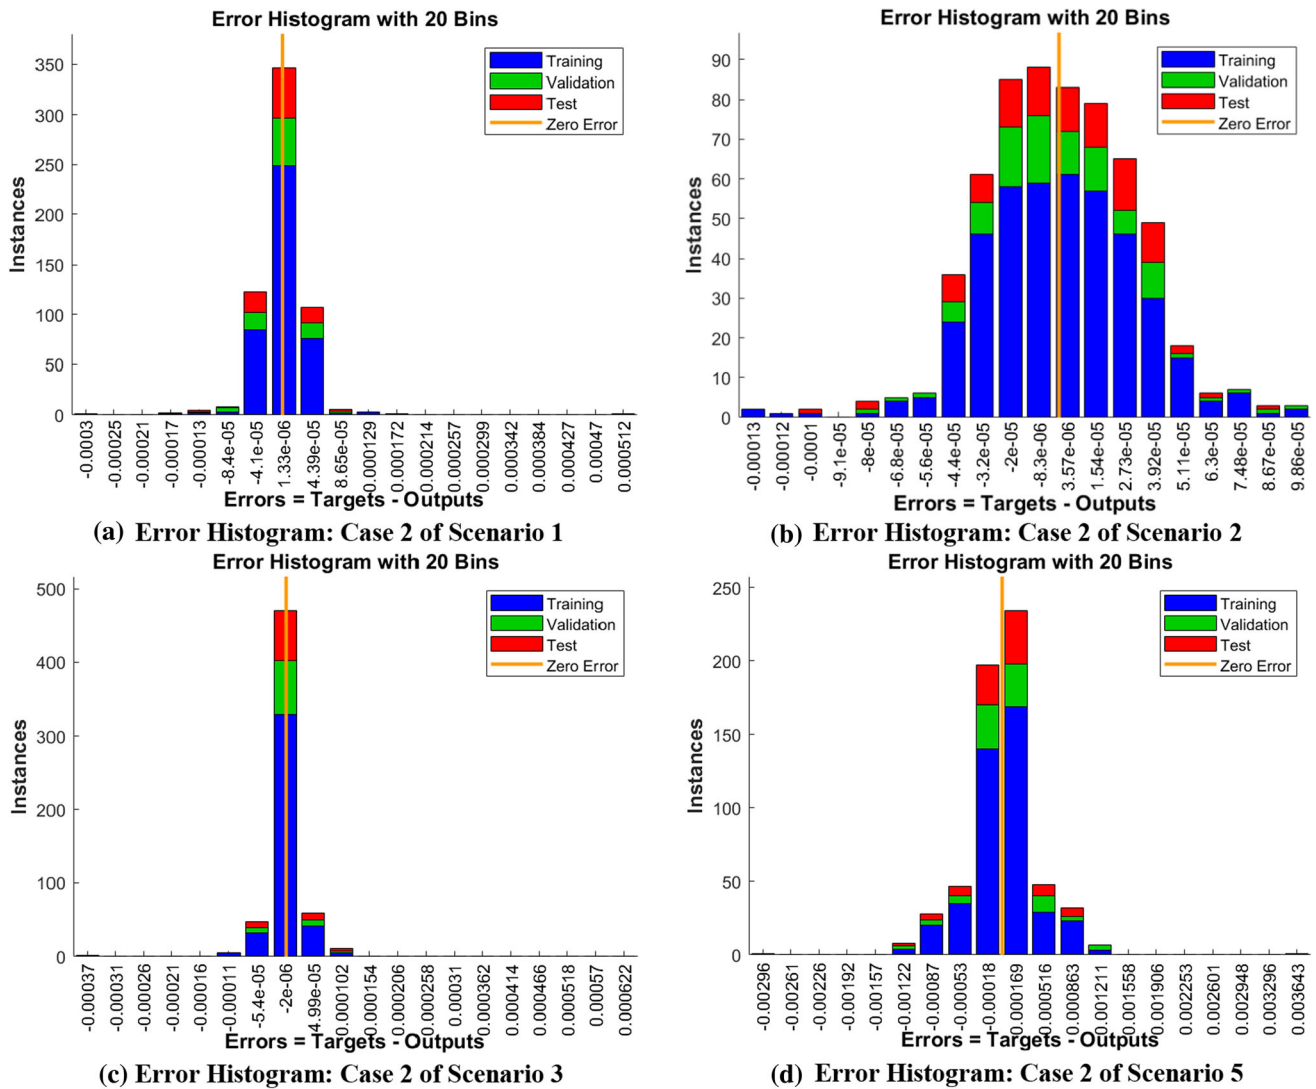 Error Histogram with 20 Bins
350
300
250
200
150
100
50
0
Instances
Training
Validation
Test
Zero Error
-0.0003
-0.00025
-0.00021
-0.00017
-0.00013
-8.4e-05
-4.1e-05
1.33e-06
4.39e-05
8.65e-05
0.000129
0.000172
0.000214
0.000257
0.000299
0.000342
0.000384
0.000427
0.00047
0.000512
Errors = Targets - Outputs
(a) Error Histogram: Case 2 of Scenario 1
Error Histogram with 20 Bins
90
80
70
60
50
40
30
20
10
0
Instances
Training
Validation
Test
Zero Error
-0.00013
-0.00012
-0.0001
-9.1e-05
-8e-05
-6.8e-05
-5.6e-05
-4.4e-05
-3.2e-05
-2e-05
-8.3e-06
3.57e-06
1.54e-05
2.73e-05
3.92e-05
5.11e-05
6.3e-05
7.48e-05
8.67e-05
9.86e-05
Errors = Targets - Outputs
(b) Error Histogram: Case 2 of Scenario 2
Error Histogram with 20 Bins
500
400
300
200
100
0
Instances
Training
Validation
Test
Zero Error
-0.00037
-0.00031
-0.00026
-0.00021
-0.00016
-0.00011
-5.4e-05
-2e-06
4.99e-05
0.000102
0.000154
0.000206
0.000258
0.00031
0.000362
0.000414
0.000466
0.000518
0.00057
0.000622
Errors = Targets - Outputs
(c) Error Histogram: Case 2 of Scenario 3
Error Histogram with 20 Bins
250
200
150
100
50
0
Instances
Training
Validation
Test
Zero Error
-0.00296
-0.00261
-0.00226
-0.00192
-0.00157
-0.00122
-0.00087
-0.00053
-0.00018
0.000169
0.000516
0.000863
0.001211
0.001558
0.001906
0.002253
0.002601
0.002948
0.003296
0.003643
Errors = Targets - Outputs
(d) Error Histogram: Case 2 of Scenario 5